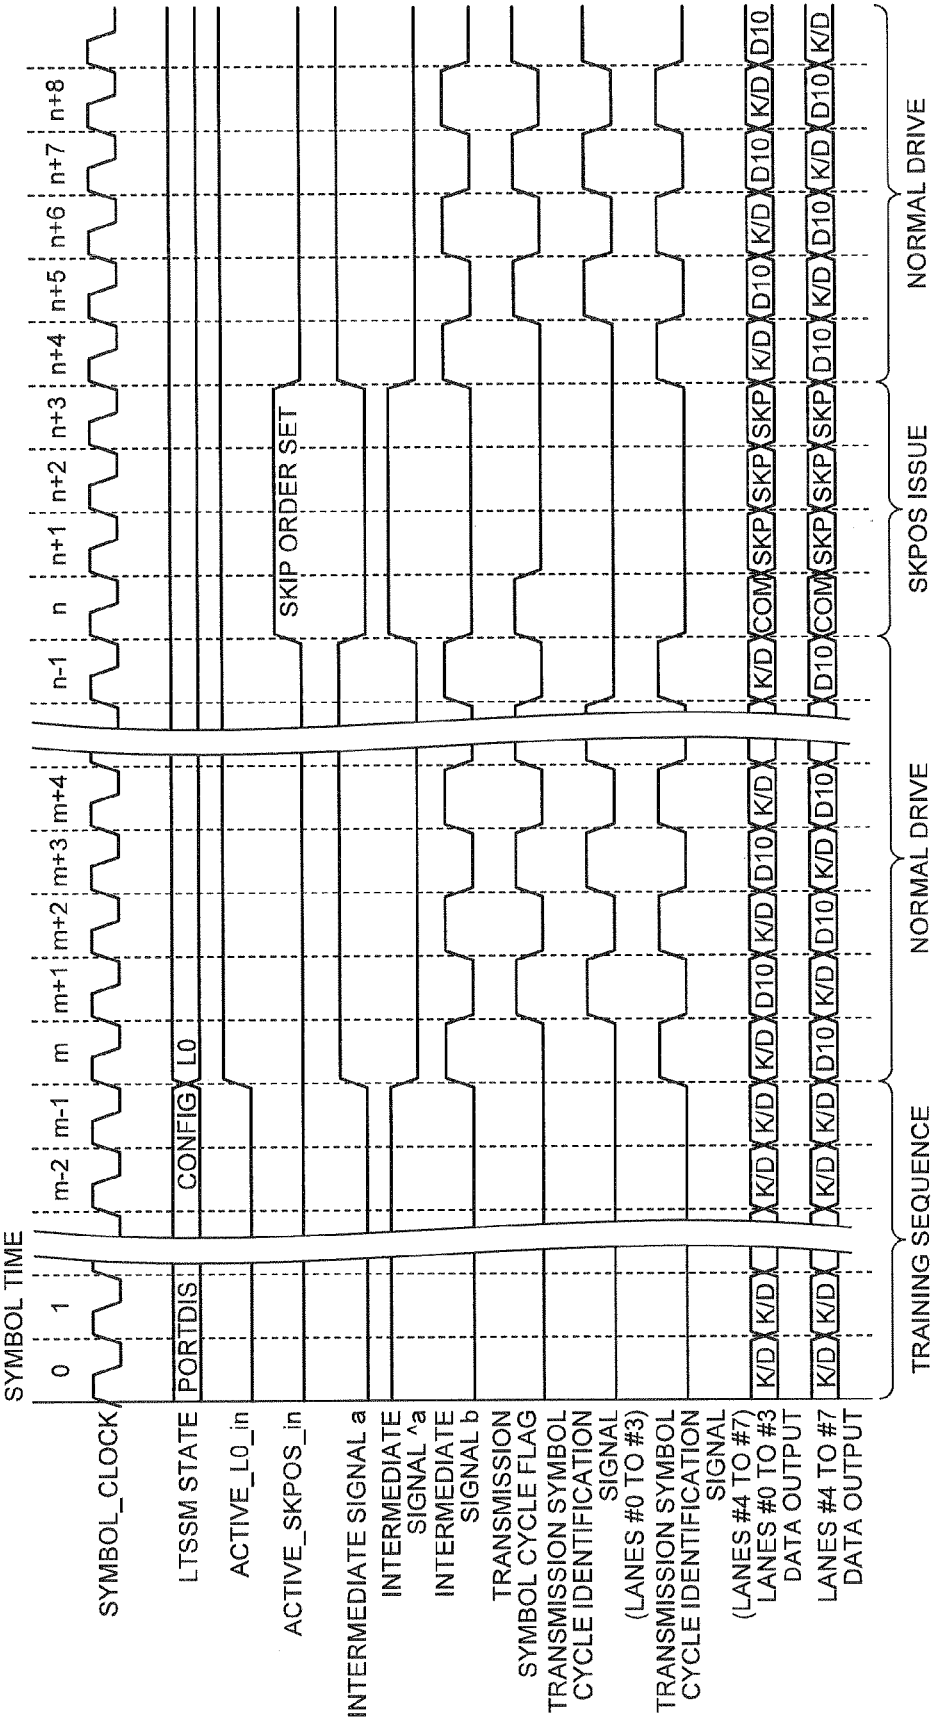 SYMBOL TIME
0 1 m-2 m-1 m m+1 m+2 m+3 m+4 n-1 n n+1 n+2 n+3 n+4 n+5 n+6 n+7 n+8
SYMBOL_CLOCK
LTSSM STATE
PORTDIS CONFIG L0
ACTIVE_L0_in
ACTIVE_SKPOS_in
SKIP ORDER SET
INTERMEDIATE SIGNAL a
INTERMEDIATE
SIGNAL ^a
INTERMEDIATE
SIGNAL b
TRANSMISSION
SYMBOL CYCLE FLAG
TRANSMISSION SYMBOL
CYCLE IDENTIFICATION
SIGNAL
(LANES #0 TO #3)
TRANSMISSION SYMBOL
CYCLE IDENTIFICATION
SIGNAL
(LANES #4 TO #7)
LANES #0 TO #3
DATA OUTPUT
K/D K/D K/D K/D K/D D10 K/D D10 K/D K/D COM SKP SKP SKP K/D D10 K/D D10 K/D D10
LANES #4 TO #7
DATA OUTPUT
K/D K/D K/D K/D D10 K/D D10 K/D D10 D10 COM SKP SKP SKP D10 K/D D10 K/D D10 K/D
TRAINING SEQUENCE
NORMAL DRIVE
SKPOS ISSUE
NORMAL DRIVE